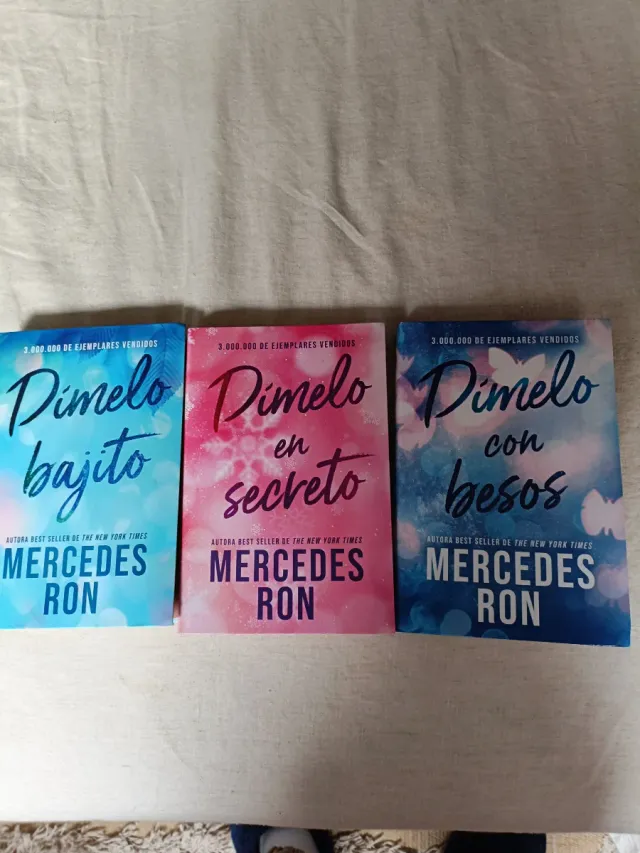 3.000.000 DE EJEMPLARES VENDIDOS
Dímelo
bajito
AUTORA BEST SELLER DE THE NEW YORK TIMES
MERCEDES
RON
3.000.000 DE EJEMPLARES VENDIDOS
Dímelo
en
secreto
AUTORA BEST SELLER DE THE NEW YORK TIMES
MERCEDES
RON
3.000.000 DE EJEMPLARES VENDIDOS
Dímelo
con
besos
AUTORA BEST SELLER DE THE NEW YORK TIMES
MERCEDES
RON